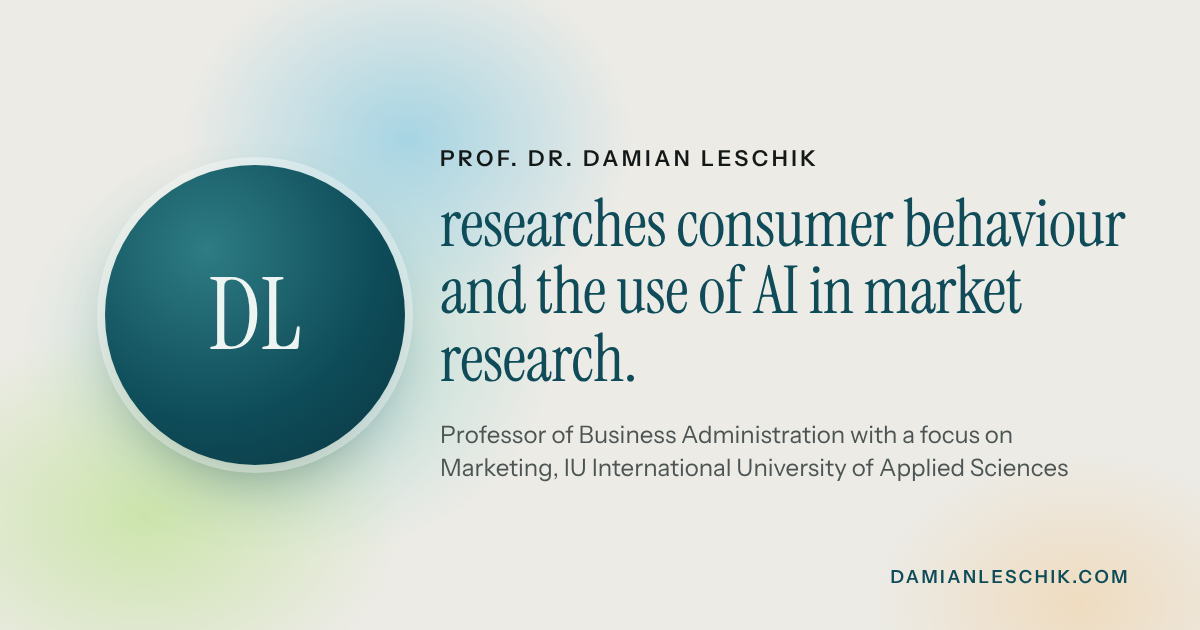 DL
PROF. DR. DAMIAN LESCHIK
researches consumer behaviour
and the use of AI in market
research.
Professor of Business Administration with a focus on
Marketing, IU International University of Applied Sciences
DAMIANLESCHIK.COM